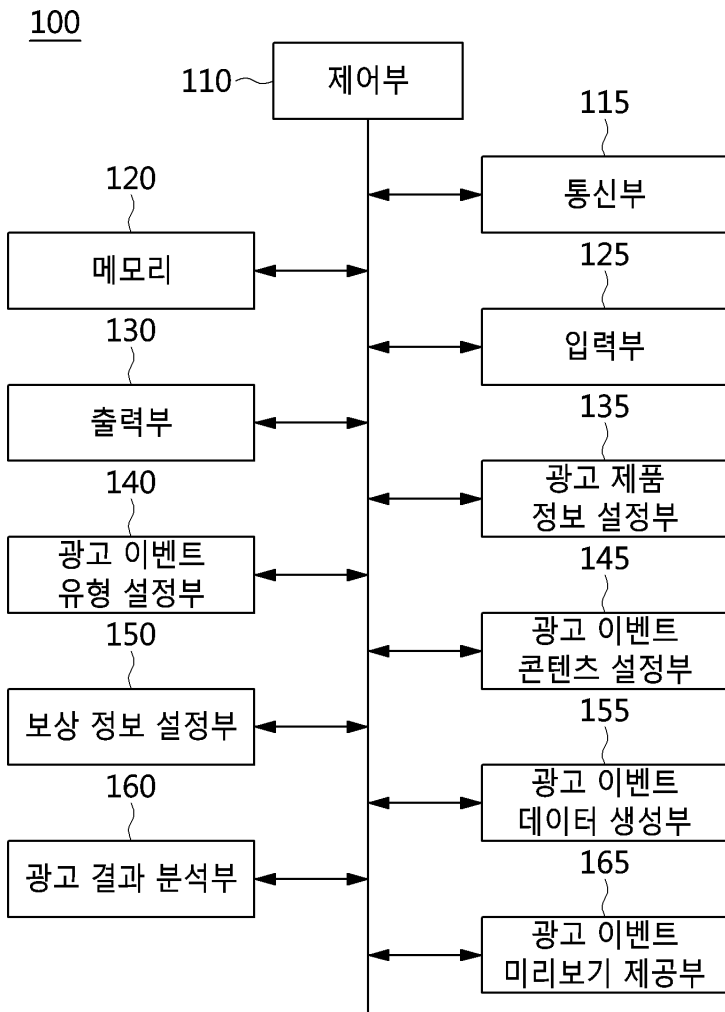 100
110
제어부
115
통신부
120
메모리
125
입력부
130
출력부
135
광고 제품
정보 설정부
140
광고 이벤트
유형 설정부
145
광고 이벤트
콘텐츠 설정부
150
보상 정보 설정부
155
광고 이벤트
데이터 생성부
160
광고 결과 분석부
165
광고 이벤트
미리보기 제공부